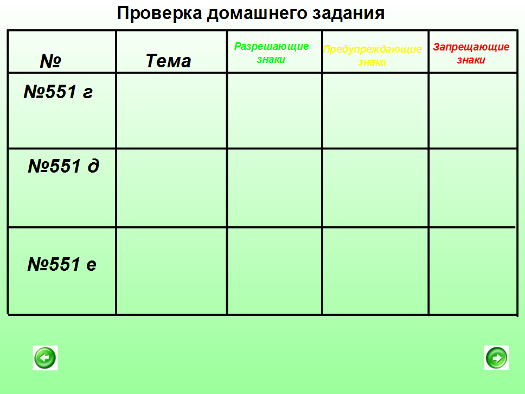 Проверка домашнего задания
№
Тема
Разрешающие
знаки
Предупреждающие
знаки
Запрещающие
знаки
№551 г
№551 д
№551 е